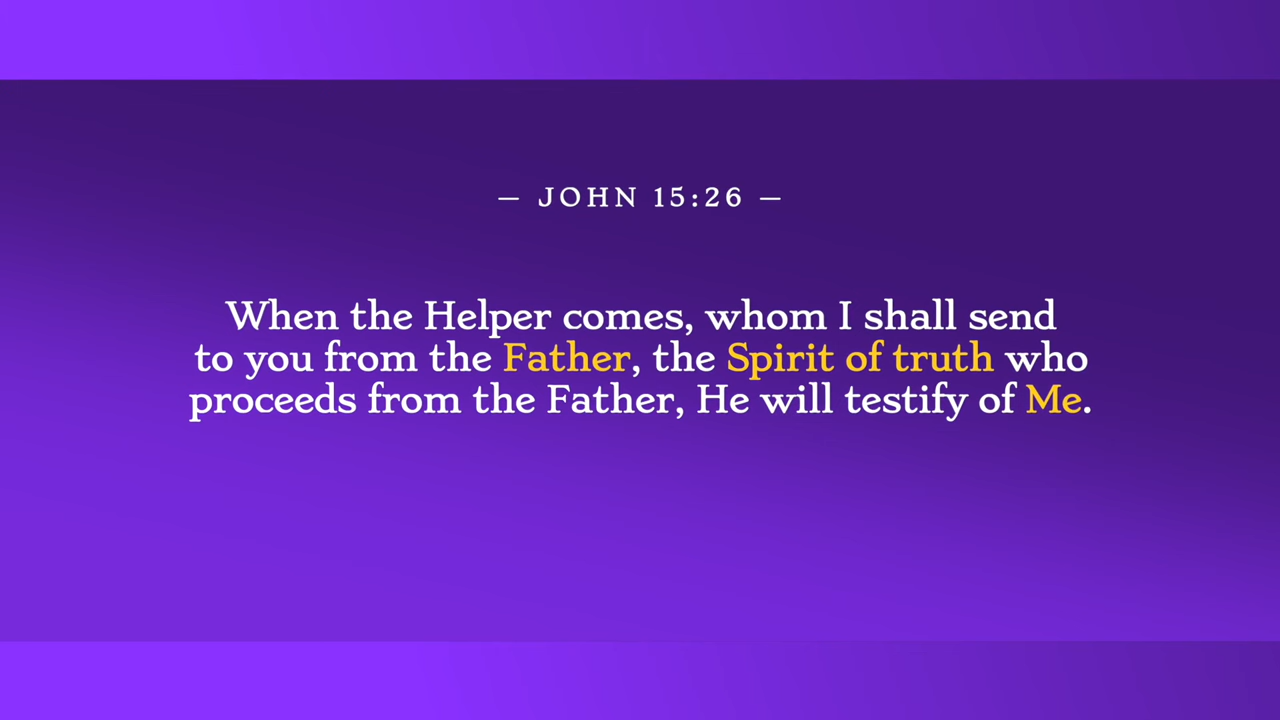 — JOHN 15:26 —
When the Helper comes, whom I shall send
to you from the Father, the Spirit of truth who
proceeds from the Father, He will testify of Me.